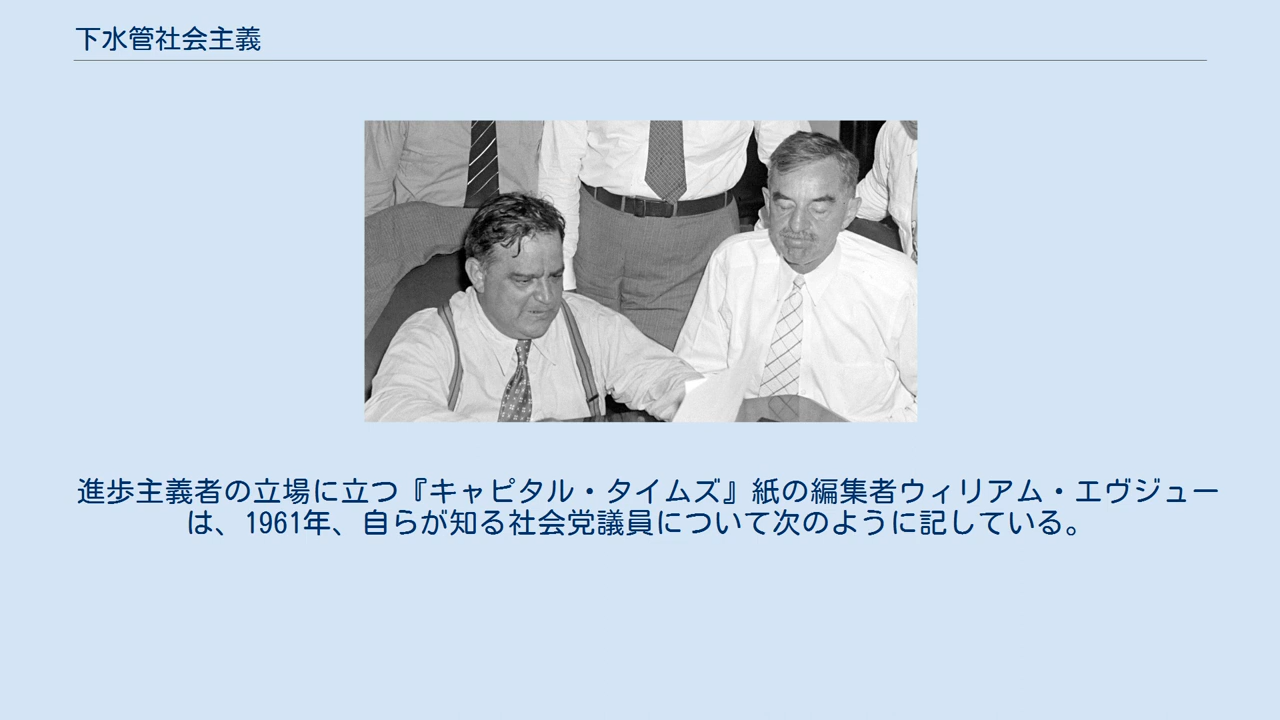 下水管社会主義
進歩主義者の立場に立つ『キャピタル・タイムズ』紙の編集者ウィリアム・エヴジュー
は、1961年、自らが知る社会党議員について次のように記している。